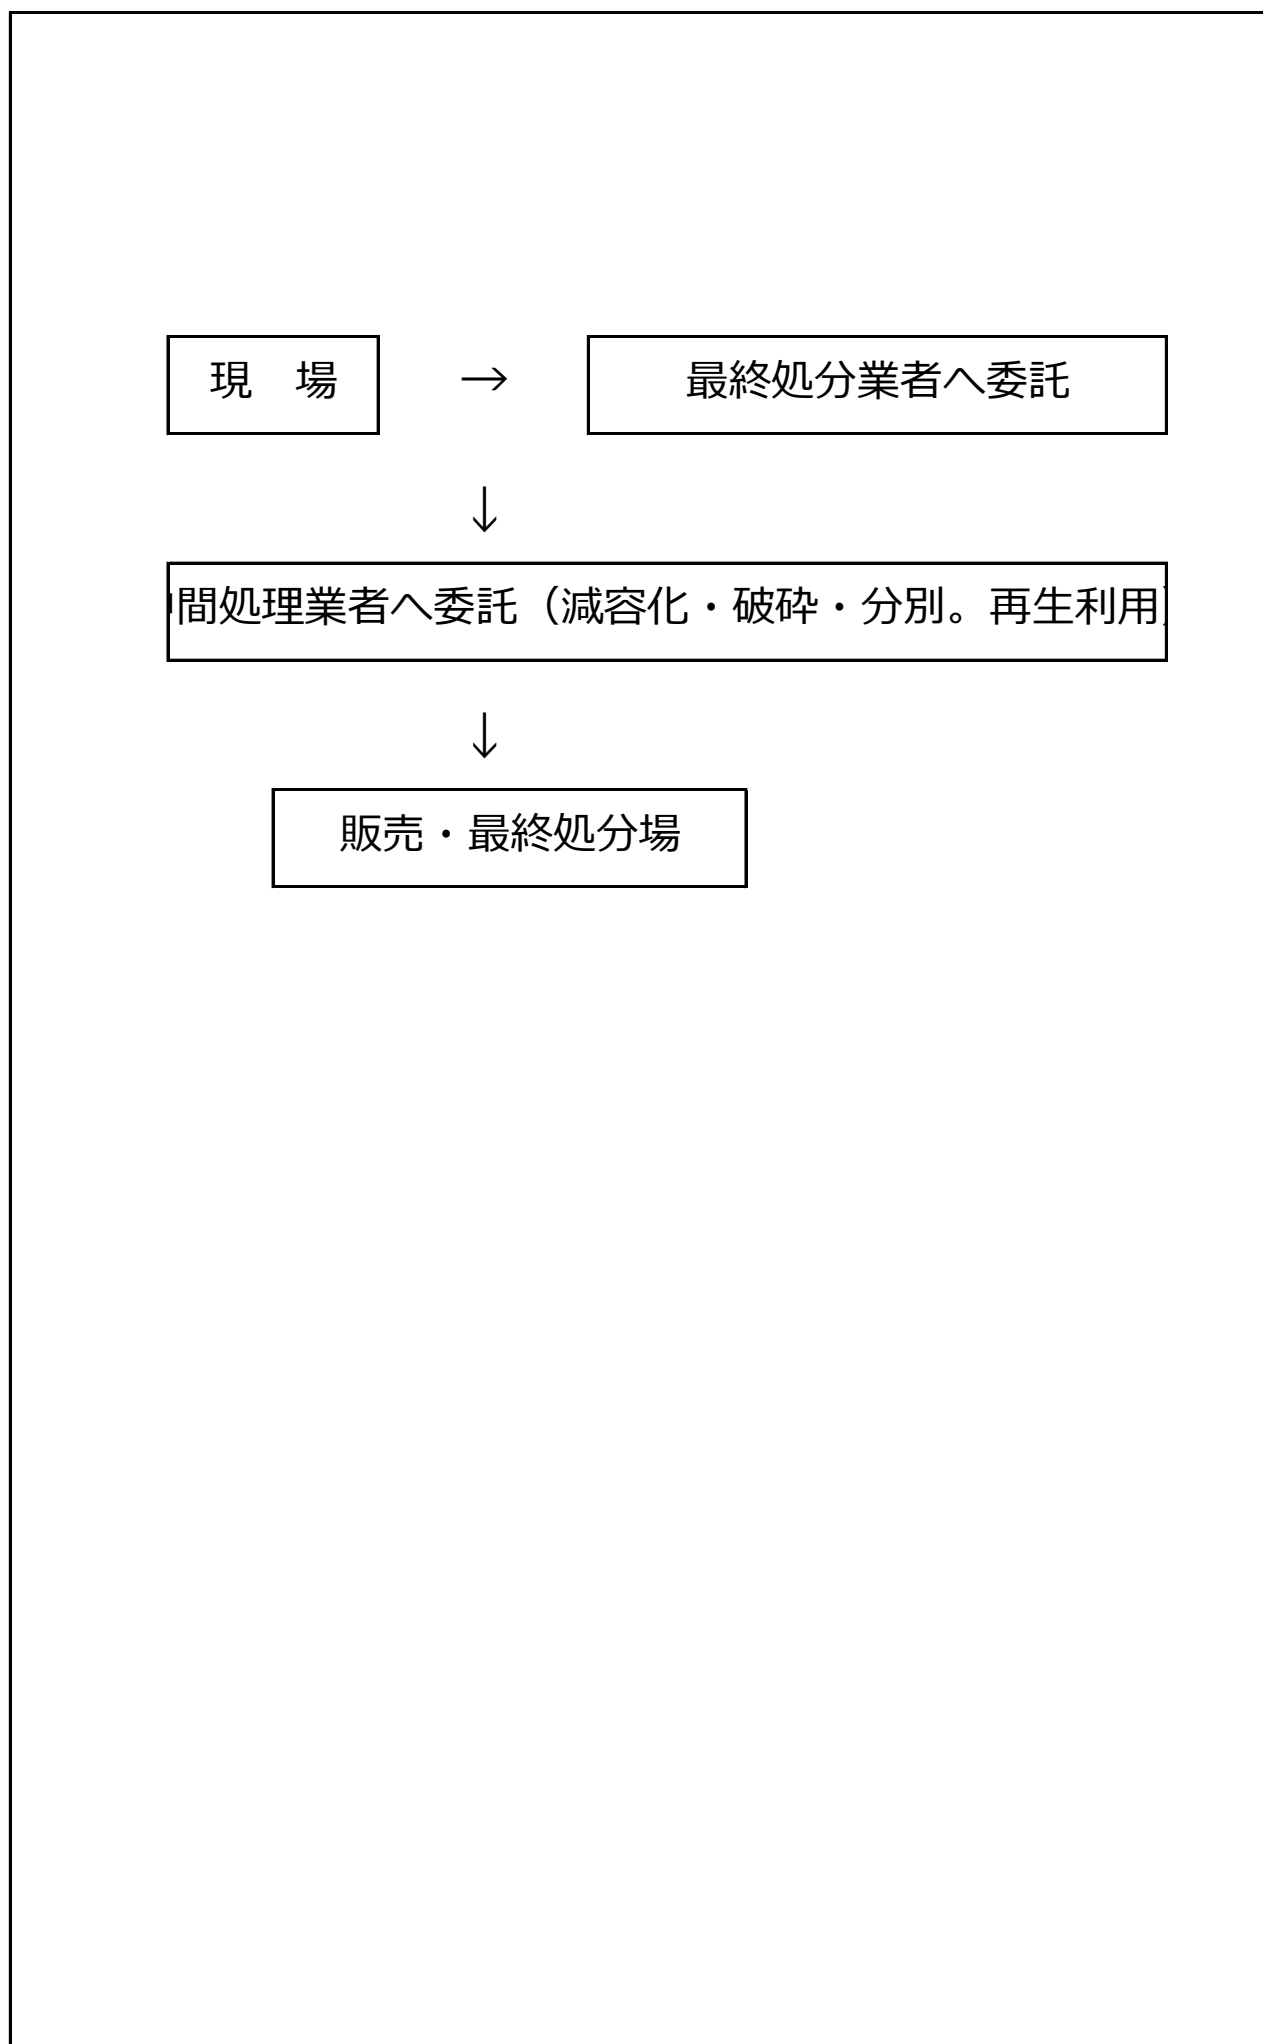 現　場 → 最終処分業者へ委託
↓
間処理業者へ委託（減容化・破砕・分別。再生利用）
↓
販売・最終処分場